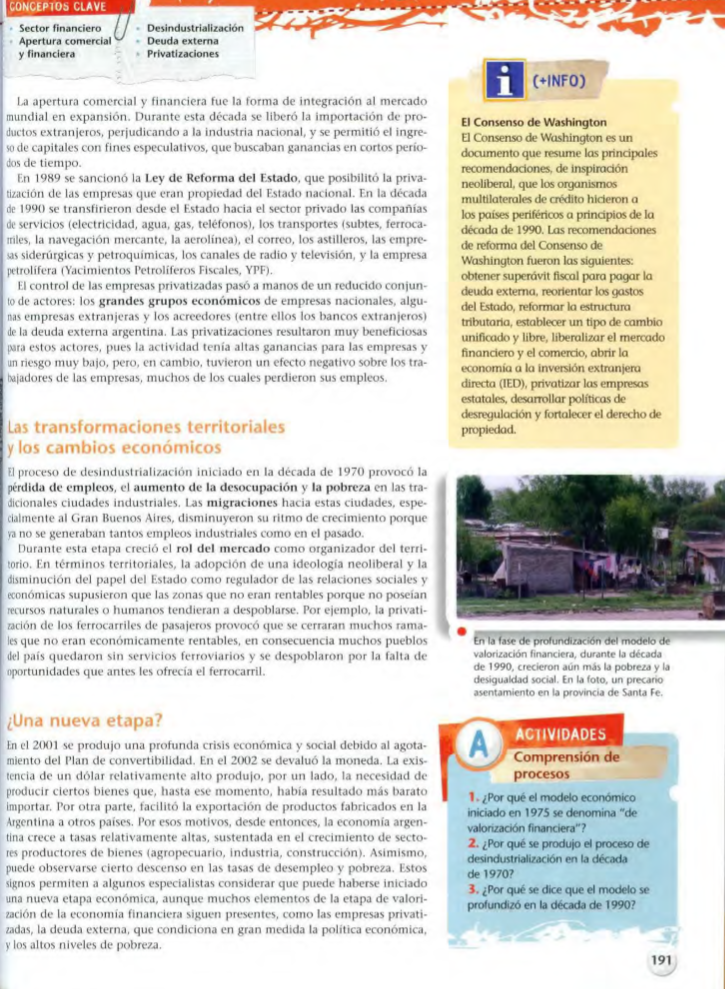 CONCEPTOS CLAVE
• Sector financiero
• Apertura comercial
y financiera
• Desindustrialización
• Deuda externa
• Privatizaciones
La apertura comercial y financiera fue la forma de integración al mercado
mundial en expansión. Durante esta década se liberó la importación de pro-
ductos extranjeros, perjudicando a la industria nacional, y se permitió el ingre-
so de capitales con fines especulativos, que buscaban ganancias en cortos perío-
dos de tiempo.
En 1989 se sancionó la Ley de Reforma del Estado, que posibilitó la priva-
tización de las empresas que eran propiedad del Estado nacional. En la década
de 1990 se transfirieron desde el Estado hacia el sector privado las compañías
de servicios (electricidad, agua, gas, teléfonos), los transportes (subtes, ferroca-
rriles, la navegación mercante, la aerolínea), el correo, los astilleros, las empre-
sas siderúrgicas y petroquímicas, los canales de radio y televisión, y la empresa
petrolífera (Yacimientos Petrolíferos Fiscales, YPF).
El control de las empresas privatizadas pasó a manos de un reducido conjun-
to de actores: los grandes grupos económicos de empresas nacionales, algu-
nas empresas extranjeras y los acreedores (entre ellos los bancos extranjeros)
de la deuda externa argentina. Las privatizaciones resultaron muy beneficiosas
para estos actores, pues la actividad tenía altas ganancias para las empresas y
un riesgo muy bajo, pero, en cambio, tuvieron un efecto negativo sobre los tra-
bajadores de las empresas, muchos de los cuales perdieron sus empleos.
Las transformaciones territoriales
y los cambios económicos
El proceso de desindustrialización iniciado en la década de 1970 provocó la
pérdida de empleos, el aumento de la desocupación y la pobreza en las tra-
dicionales ciudades industriales. Las migraciones hacia estas ciudades, espe-
cialmente al Gran Buenos Aires, disminuyeron su ritmo de crecimiento porque
ya no se generaban tantos empleos industriales como en el pasado.
Durante esta etapa creció el rol del mercado como organizador del terri-
torio. En términos territoriales, la adopción de una ideología neoliberal y la
disminución del papel del Estado como regulador de las relaciones sociales y
económicas supusieron que las zonas que no eran rentables porque no poseían
recursos naturales o humanos tendieran a despoblarse. Por ejemplo, la privati-
zación de los ferrocarriles de pasajeros provocó que se cerraran muchos rama-
les que no eran económicamente rentables, en consecuencia muchos pueblos
del país quedaron sin servicios ferroviarios y se despoblaron por la falta de
oportunidades que antes les ofrecía el ferrocarril.
¿Una nueva etapa?
En el 2001 se produjo una profunda crisis económica y social debido al agota-
miento del Plan de convertibilidad. En el 2002 se devaluó la moneda. La exis-
tencia de un dólar relativamente alto produjo, por un lado, la necesidad de
producir ciertos bienes que, hasta ese momento, había resultado más barato
importar. Por otra parte, facilitó la exportación de productos fabricados en la
Argentina a otros países. Por esos motivos, desde entonces, la economía argen-
tina crece a tasas relativamente altas, sustentada en el crecimiento de secto-
res productores de bienes (agropecuario, industria, construcción). Asimismo,
puede observarse cierto descenso en las tasas de desempleo y pobreza. Estos
signos permiten a algunos especialistas considerar que puede haberse iniciado
una nueva etapa económica, aunque muchos elementos de la etapa de valori-
zación de la economía financiera siguen presentes, como las empresas privati-
zadas, la deuda externa, que condiciona en gran medida la política económica,
y los altos niveles de pobreza.
i (+INFO)
El Consenso de Washington
El Consenso de Washington es un
documento que resume las principales
recomendaciones, de inspiración
neoliberal, que los organismos
multilaterales de crédito hicieron a
los países periféricos a principios de la
década de 1990. Las recomendaciones
de reforma del Consenso de
Washington fueron las siguientes:
obtener superávit fiscal para pagar la
deuda externa, reorientar los gastos
del Estado, reformar la estructura
tributaria, establecer un tipo de cambio
unificado y libre, liberalizar el mercado
financiero y el comercio, abrir la
economía a la inversión extranjera
directa (IED), privatizar las empresas
estatales, desarrollar políticas de
desregulación y fortalecer el derecho de
propiedad.
En la fase de profundización del modelo de
valorización financiera, durante la década
de 1990, crecieron aún más la pobreza y la
desigualdad social. En la foto, un precario
asentamiento en la provincia de Santa Fe.
A ACTIVIDADES
Comprensión de
procesos
1. ¿Por qué el modelo económico
iniciado en 1975 se denomina "de
valorización financiera"?
2. ¿Por qué se produjo el proceso de
desindustrialización en la década
de 1970?
3. ¿Por qué se dice que el modelo se
profundizó en la década de 1990?
191